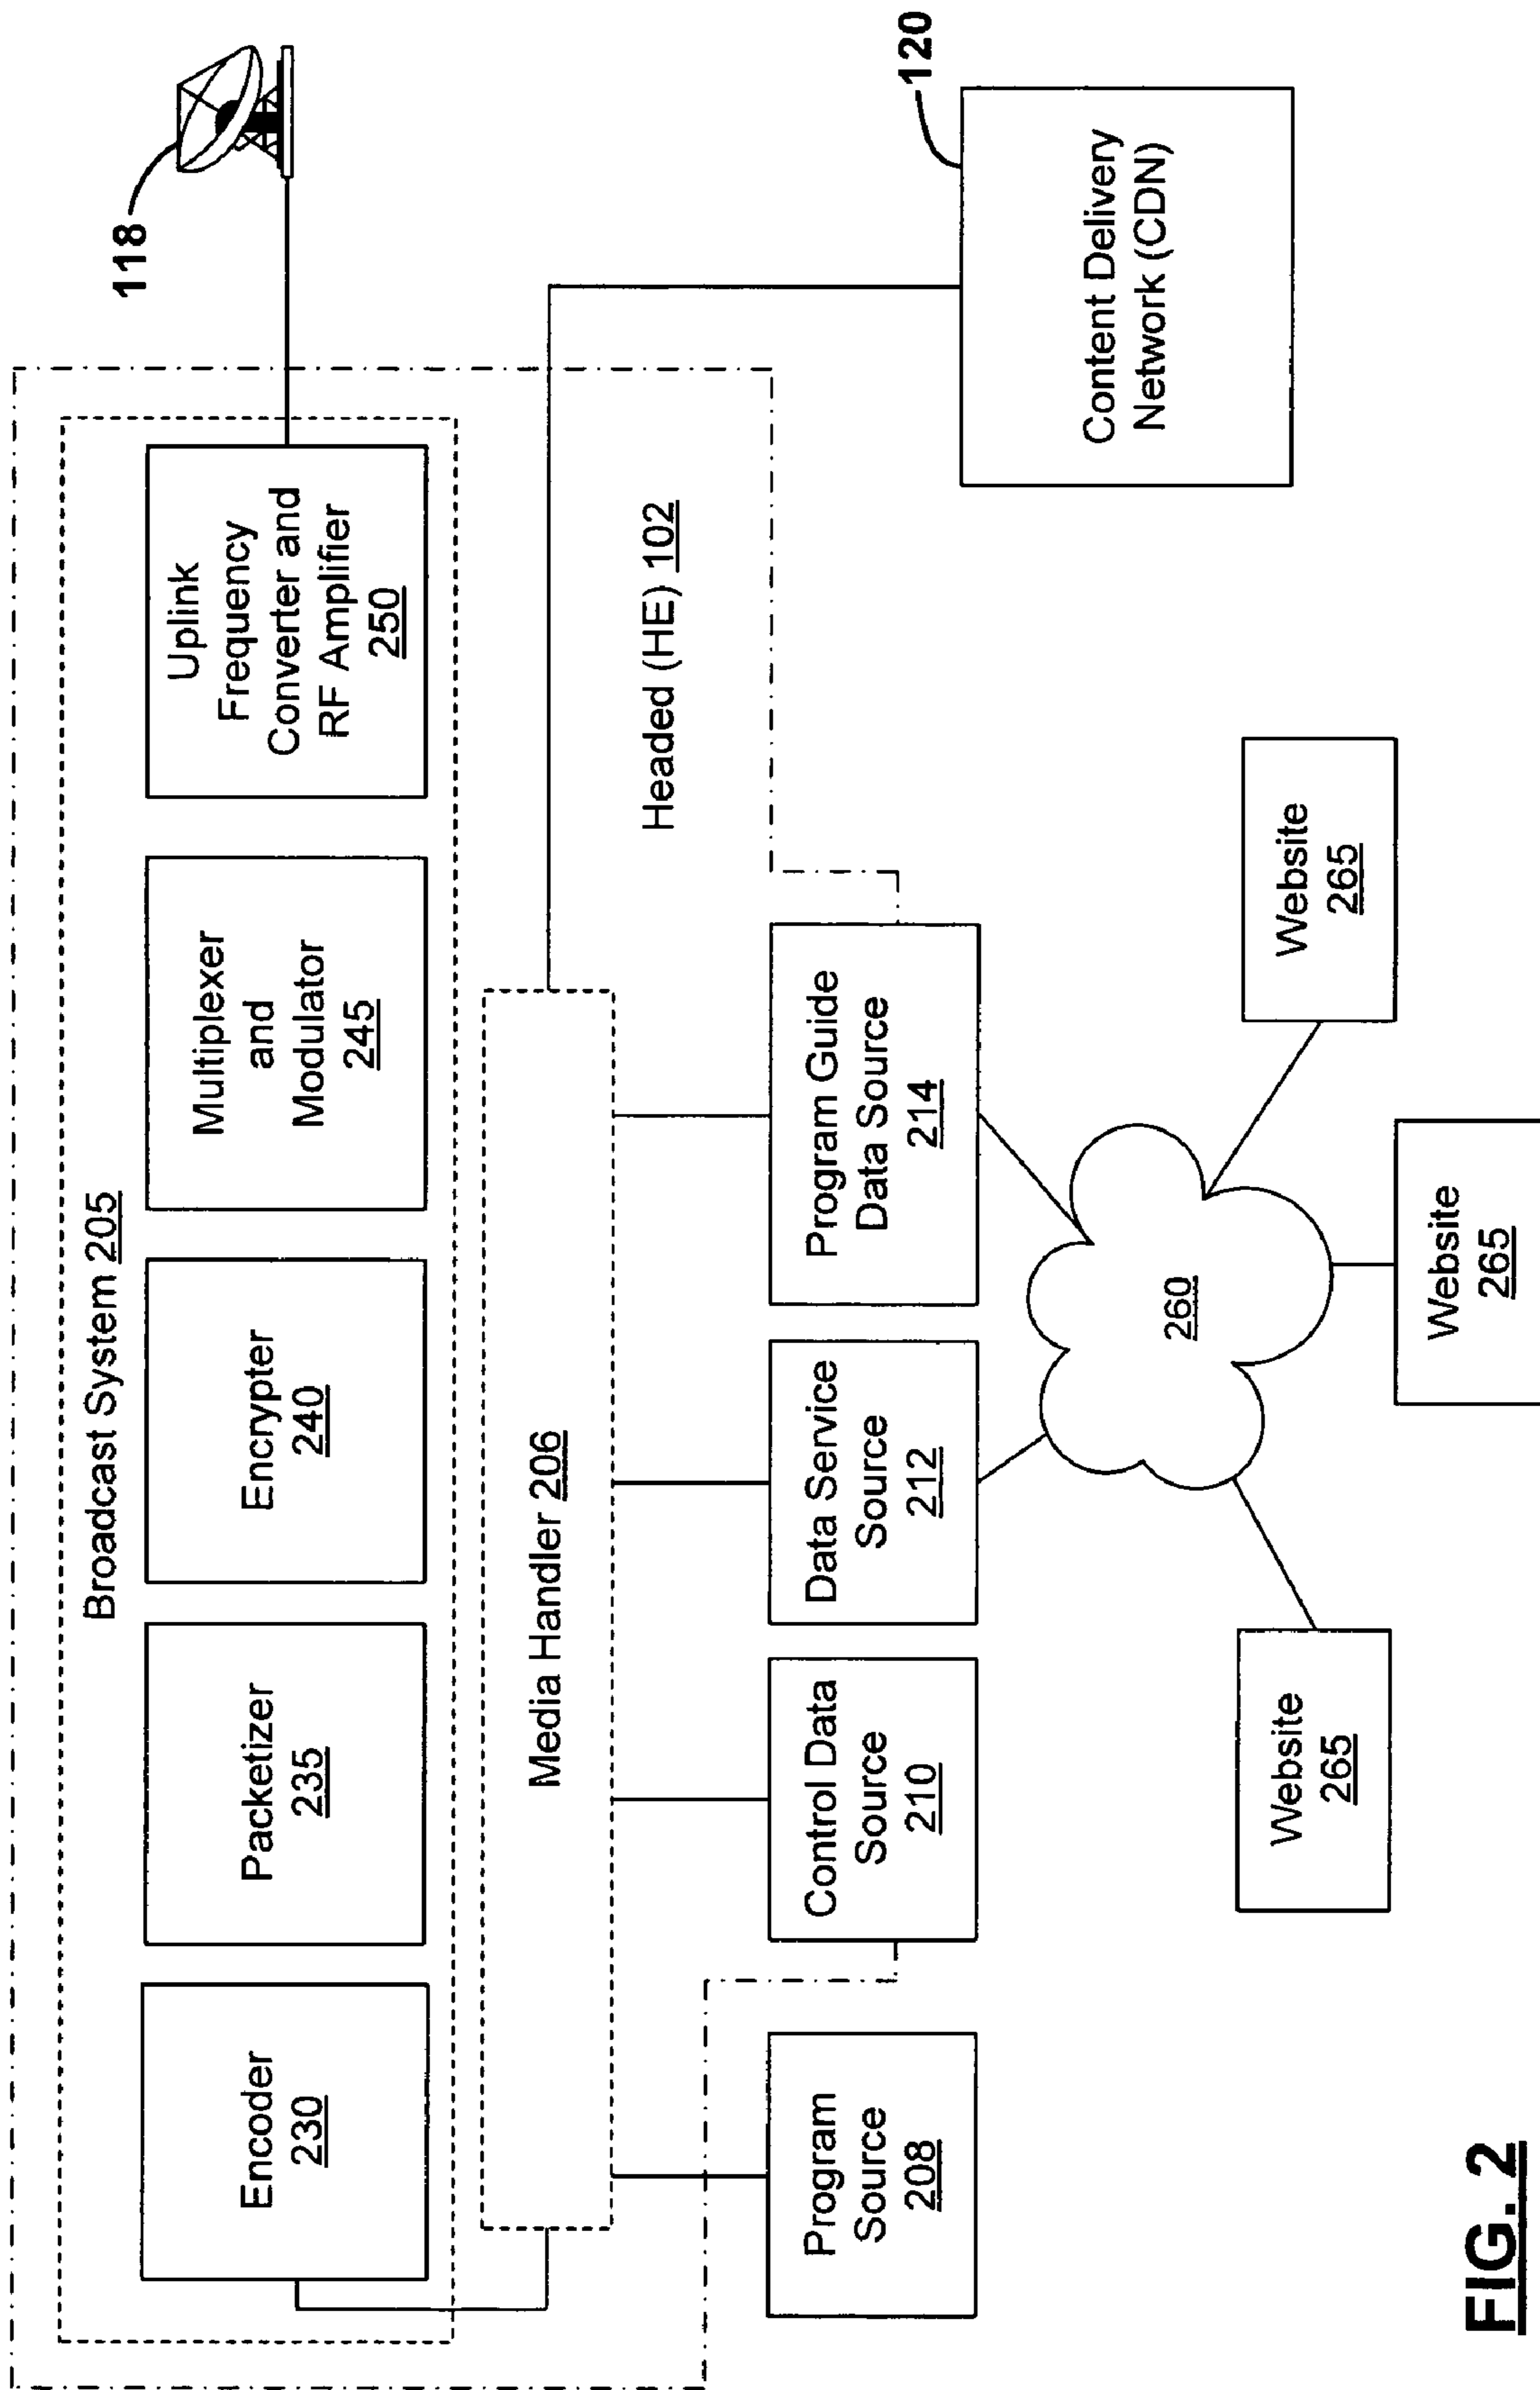 118
Broadcast System 205
Encoder
230
Packetizer
235
Encrypter
240
Multiplexer
and
Modulator
245
Uplink
Frequency
Converter and
RF Amplifier
250
Media Handler 206
Headed (HE) 102
120
Program
Source
208
Control Data
Source
210
Data Service
Source
212
Program Guide
Data Source
214
Content Delivery
Network (CDN)
260
Website
265
Website
265
Website
265
FIG. 2